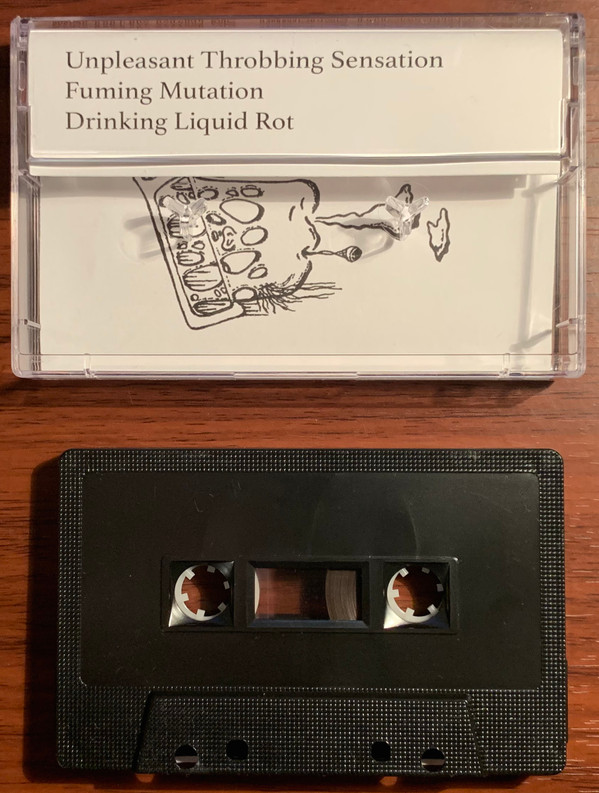 Unpleasant Throbbing Sensation
Fuming Mutation
Drinking Liquid Rot